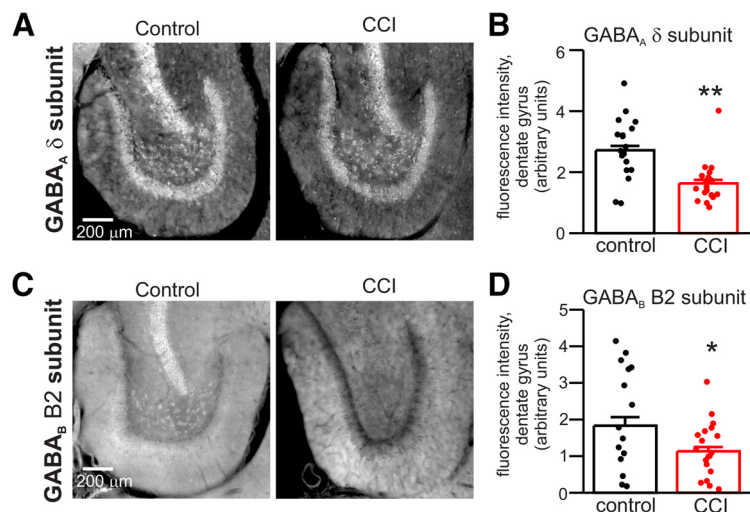 A
Control
CCI
GABAA δ subunit
200 μm
B
GABAA δ subunit
fluorescence intensity,
dentate gyrus
(arbitrary units)
6
4
2
0
**
control
CCI
C
Control
CCI
GABAB B2 subunit
200 μm
D
GABAB B2 subunit
fluorescence intensity,
dentate gyrus
(arbitrary units)
5
4
3
2
1
0
*
control
CCI